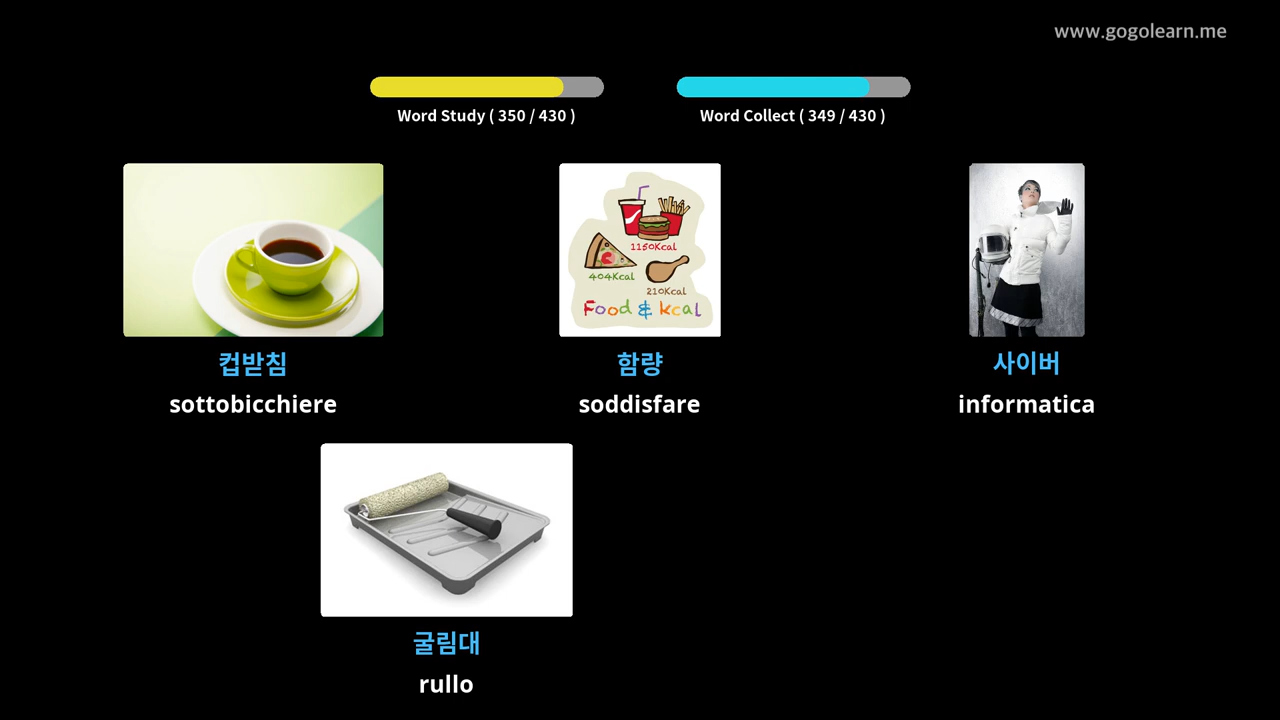 www.gogolearn.me
Word Study ( 350 / 430 )
Word Collect ( 349 / 430 )
1150Kcal
404Kcal
210Kcal
Food & kcal
컵받침
함량
사이버
sottobicchiere
soddisfare
informatica
굴림대
rullo